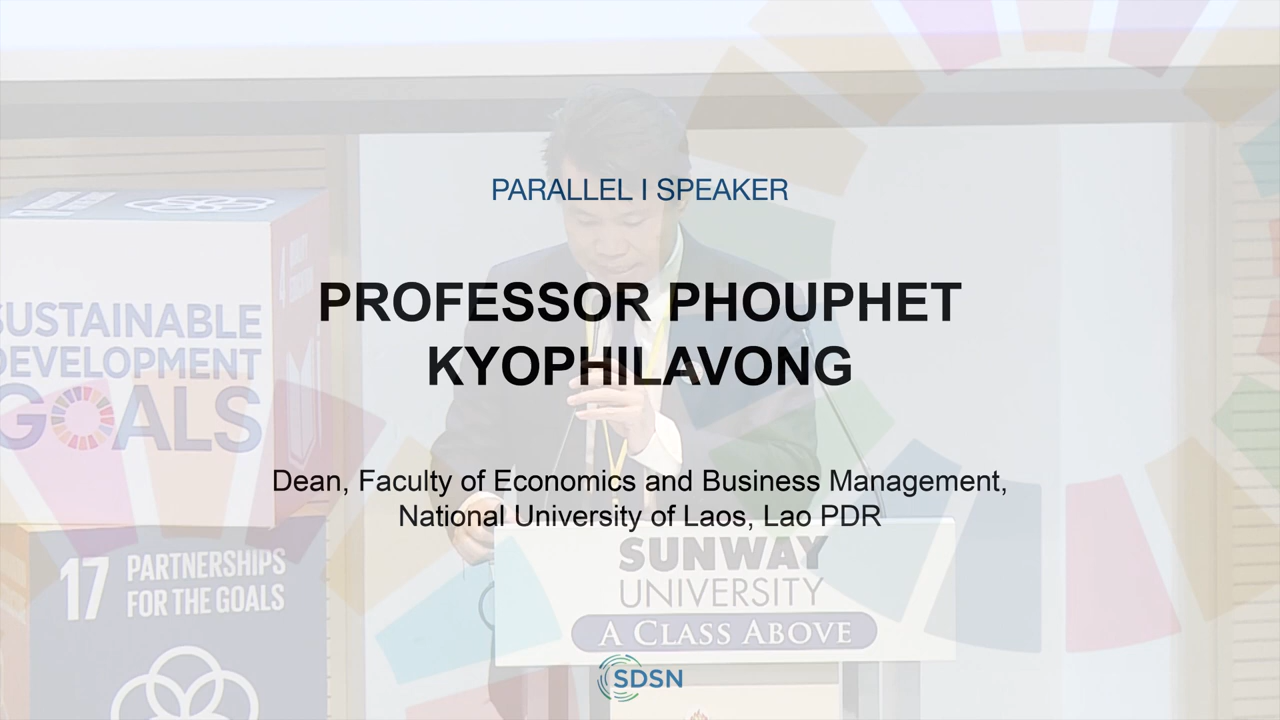 PARALLEL I SPEAKER
PROFESSOR PHOUPHET
KYOPHILAVONG
Dean, Faculty of Economics and Business Management,
National University of Laos, Lao PDR
SUSTAINABLE
DEVELOPMENT
GOALS
17 PARTNERSHIPS
FOR THE GOALS
SUNWAY
UNIVERSITY
A CLASS ABOVE
SDSN